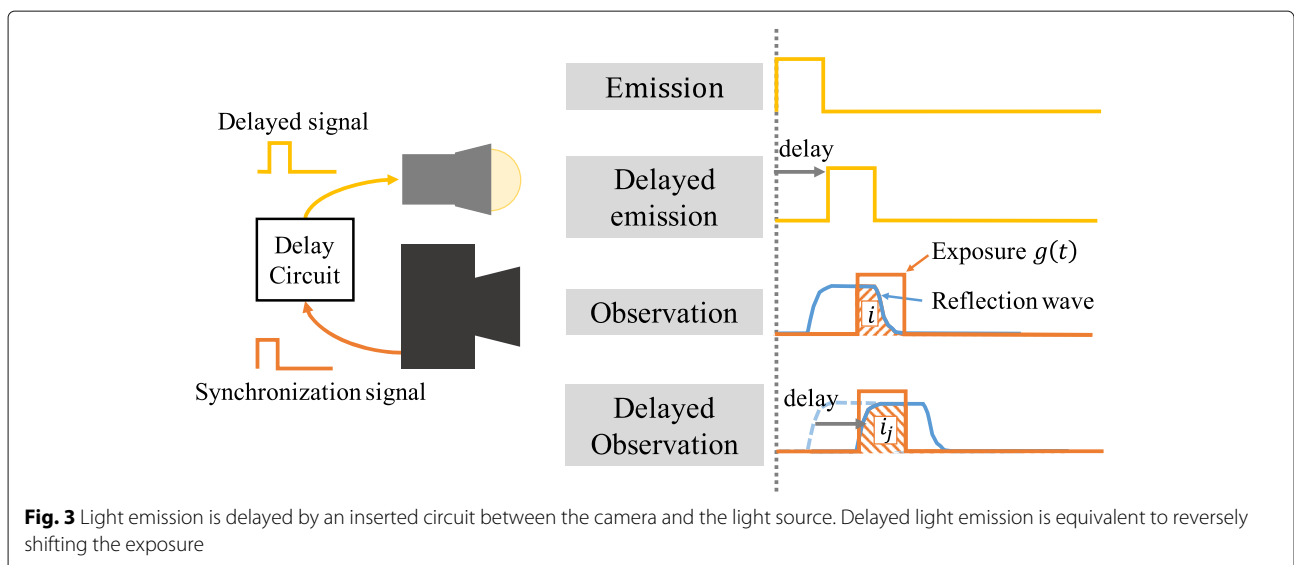 Delayed signal
Delay
Circuit
Synchronization signal
Emission
delay
Delayed
emission
Exposure g(t)
Observation
i
Reflection wave
Delayed
Observation
delay
i_j
Fig. 3 Light emission is delayed by an inserted circuit between the camera and the light source. Delayed light emission is equivalent to reversely
shifting the exposure